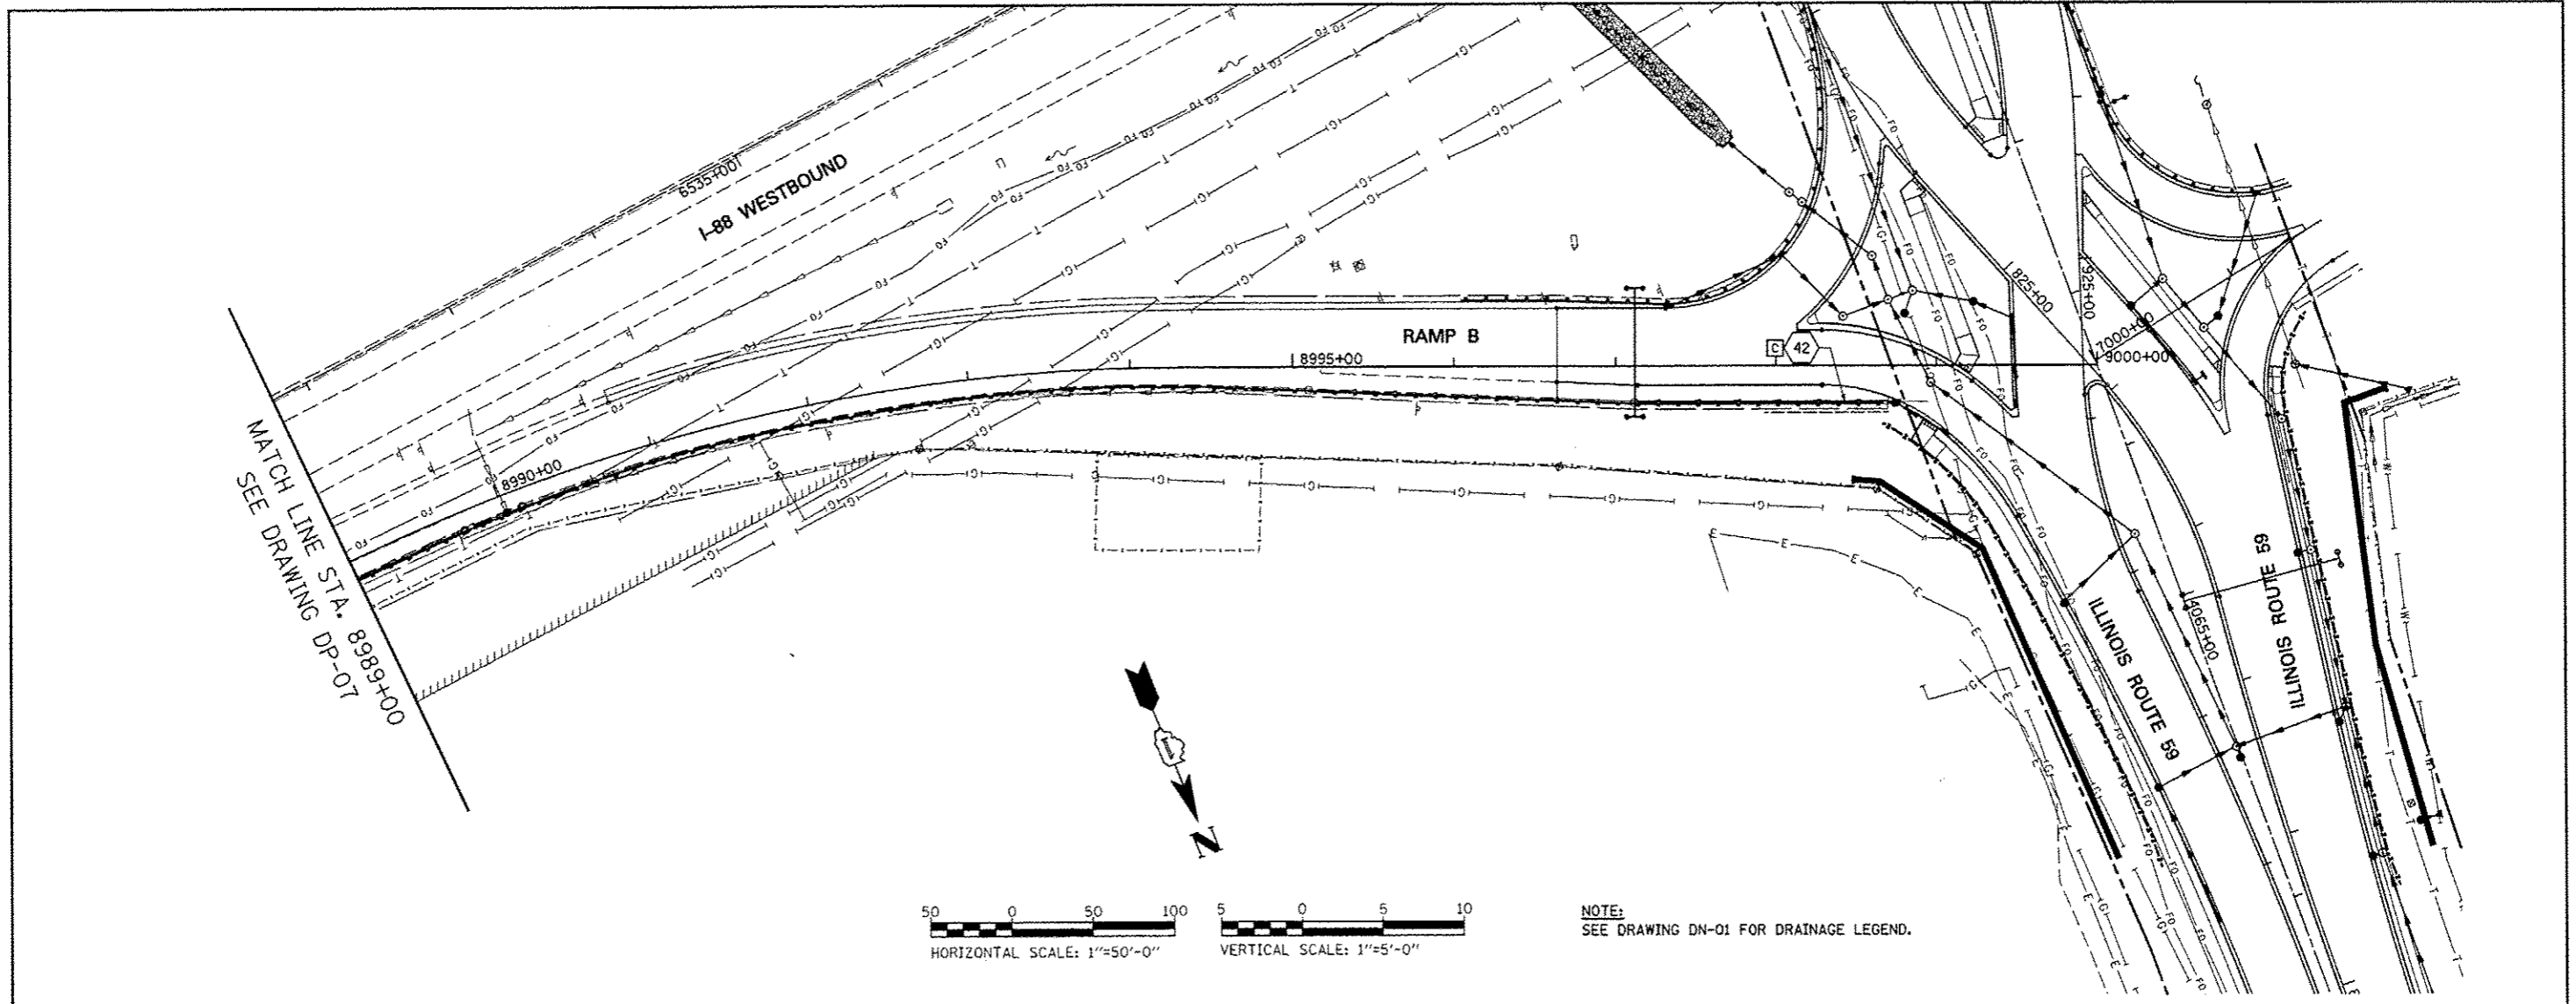 6535+00
I-88 WESTBOUND
RAMP B
8995+00
C
42
825+00
925+00
7000+00
9000+00
8990+00
MATCH LINE STA. 8989+00
SEE DRAWING DP-07
ILLINOIS ROUTE 59
ILLINOIS ROUTE 59
4065+00
N
50 0 50 100
HORIZONTAL SCALE: 1"=50'-0"
5 0 5 10
VERTICAL SCALE: 1"=5'-0"
NOTE:
SEE DRAWING DN-01 FOR DRAINAGE LEGEND.